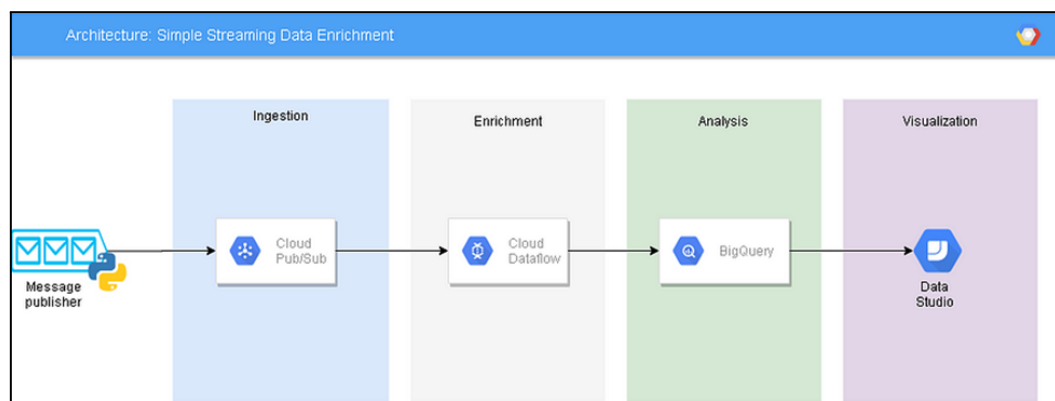 Architecture: Simple Streaming Data Enrichment
Ingestion
Enrichment
Analysis
Visualization
Message
publisher
Cloud
Pub/Sub
Cloud
Dataflow
BigQuery
Data
Studio